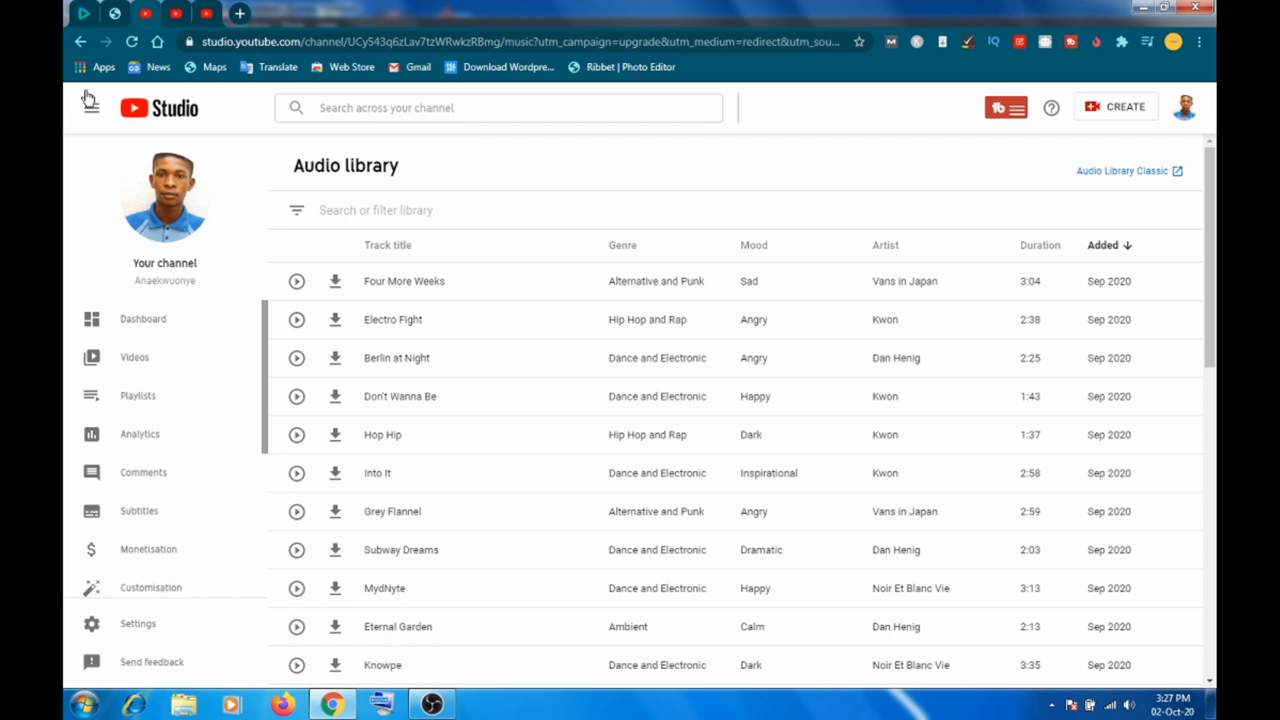 studio.youtube.com/channel/UCy543q6zLav7tzWRwkzRBmg/music?utm_campaign=upgrade&utm_medium=redirect&utm_sou...
Apps News Maps Translate Web Store Gmail Download Wordpre... Ribbet | Photo Editor
Studio
Search across your channel
CREATE
Your channel
Anaekwuonye
Dashboard
Videos
Playlists
Analytics
Comments
Subtitles
Monetisation
Customisation
Settings
Send feedback
Audio library
Audio Library Classic
Search or filter library
Track title Genre Mood Artist Duration Added
Four More Weeks Alternative and Punk Sad Vans in Japan 3:04 Sep 2020
Electro Fight Hip Hop and Rap Angry Kwon 2:38 Sep 2020
Berlin at Night Dance and Electronic Angry Dan Henig 2:25 Sep 2020
Don't Wanna Be Dance and Electronic Happy Kwon 1:43 Sep 2020
Hop Hip Hip Hop and Rap Dark Kwon 1:37 Sep 2020
Into It Dance and Electronic Inspirational Kwon 2:58 Sep 2020
Grey Flannel Alternative and Punk Angry Vans in Japan 2:59 Sep 2020
Subway Dreams Dance and Electronic Dramatic Dan Henig 2:03 Sep 2020
MydNyte Dance and Electronic Happy Noir Et Blanc Vie 3:13 Sep 2020
Eternal Garden Ambient Calm Dan Henig 2:13 Sep 2020
Knowpe Dance and Electronic Dark Noir Et Blanc Vie 3:35 Sep 2020
3:27 PM
02-Oct-20